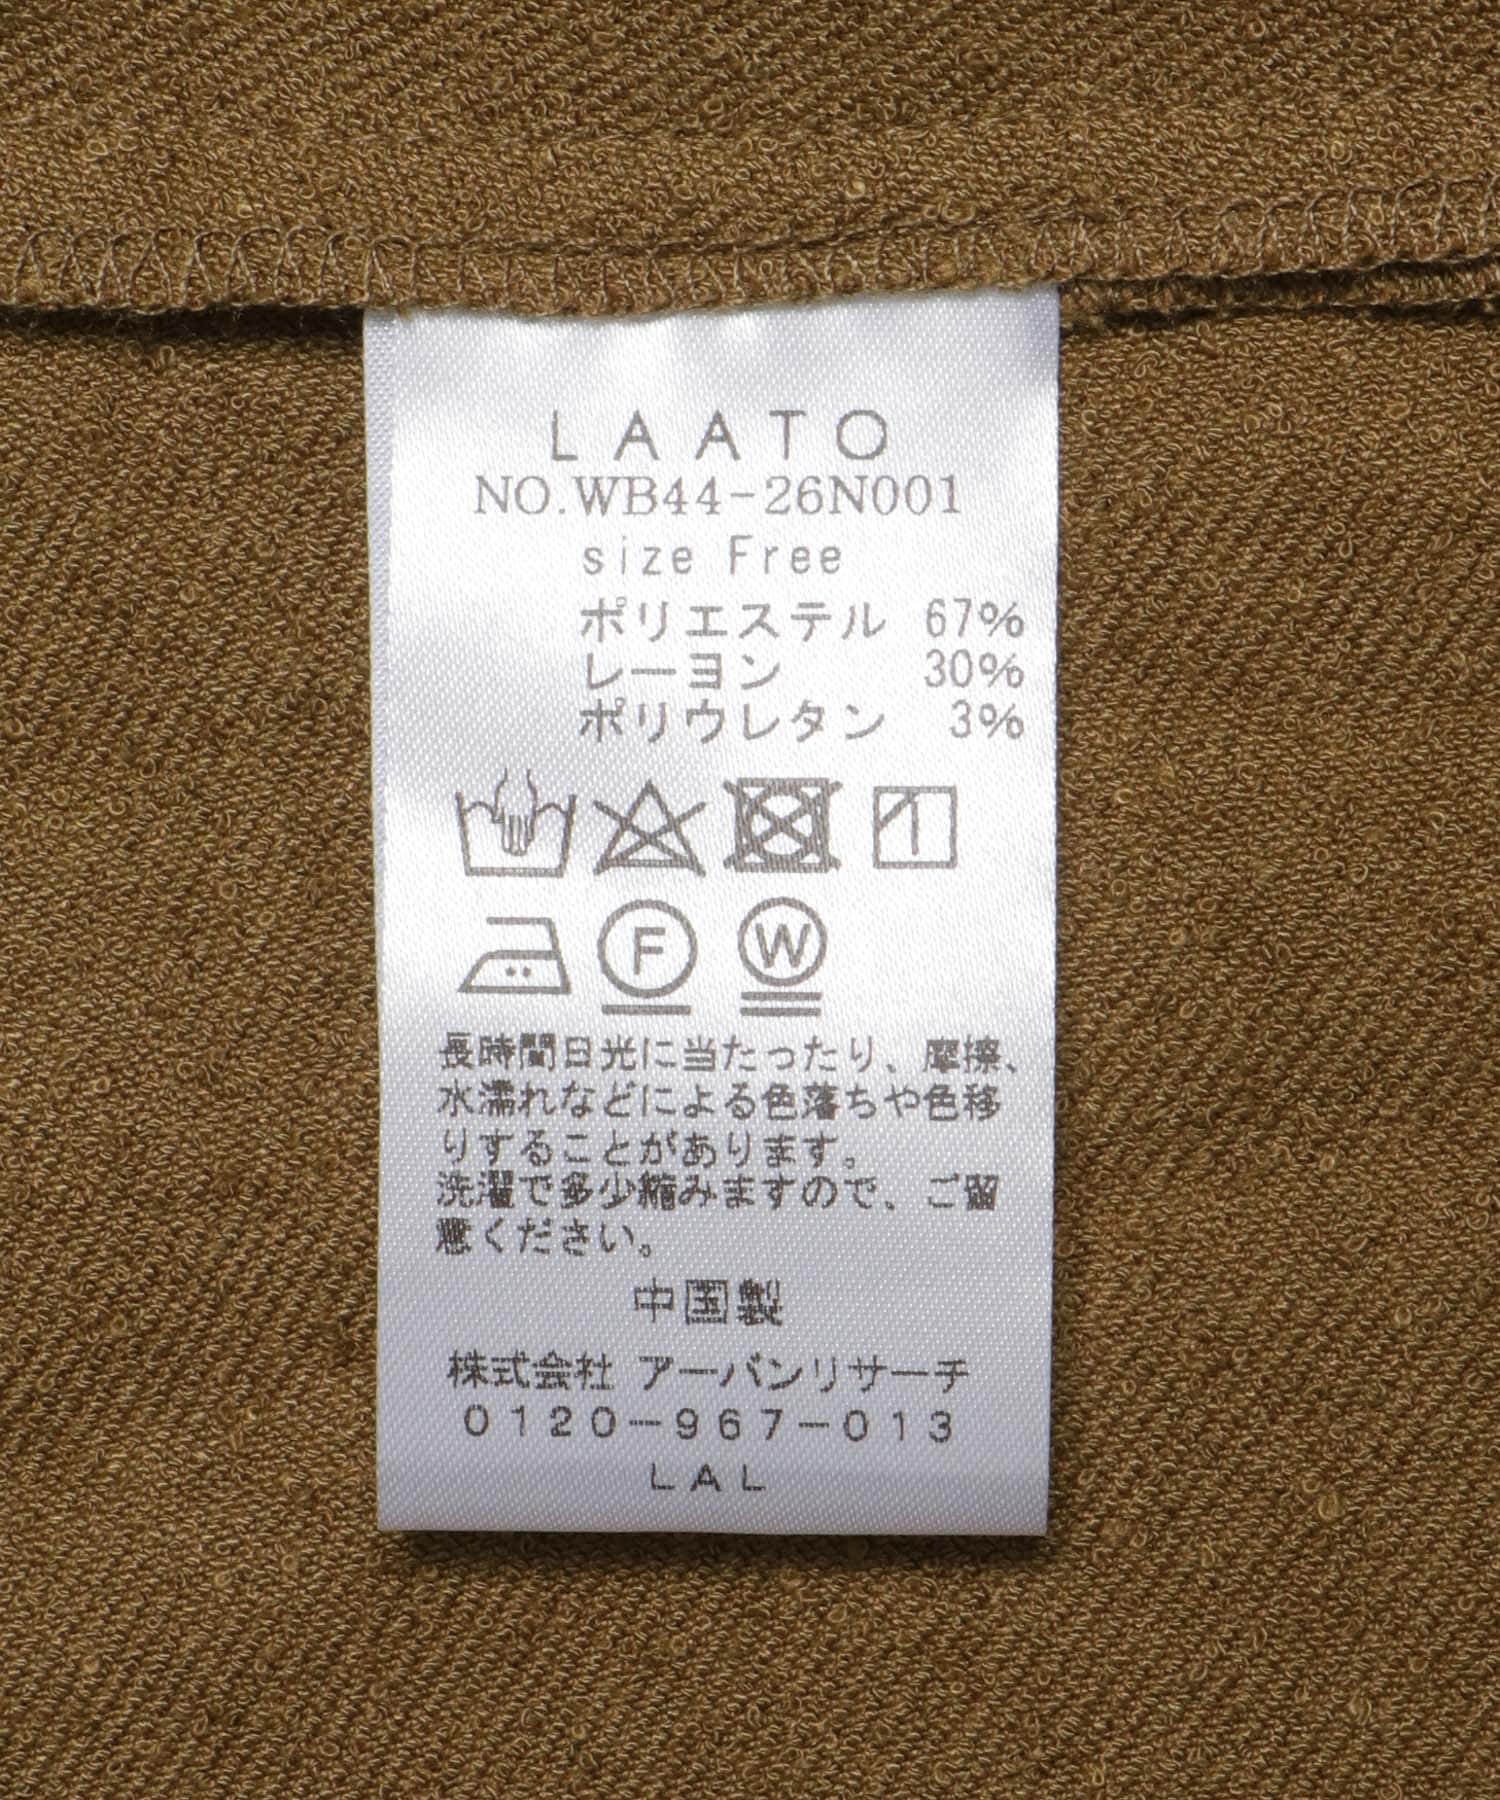 LAATO
NO.WB44-26N001
size Free
ポリエステル 67%
レーヨン 30%
ポリウレタン 3%
F W
長時間日光に当たったり、摩擦、
水濡れなどによる色落ちや色移
りすることがあります。
洗濯で多少縮みますので、ご留
意ください。
中国製
株式会社 アーバンリサーチ
0120-967-013
LAL